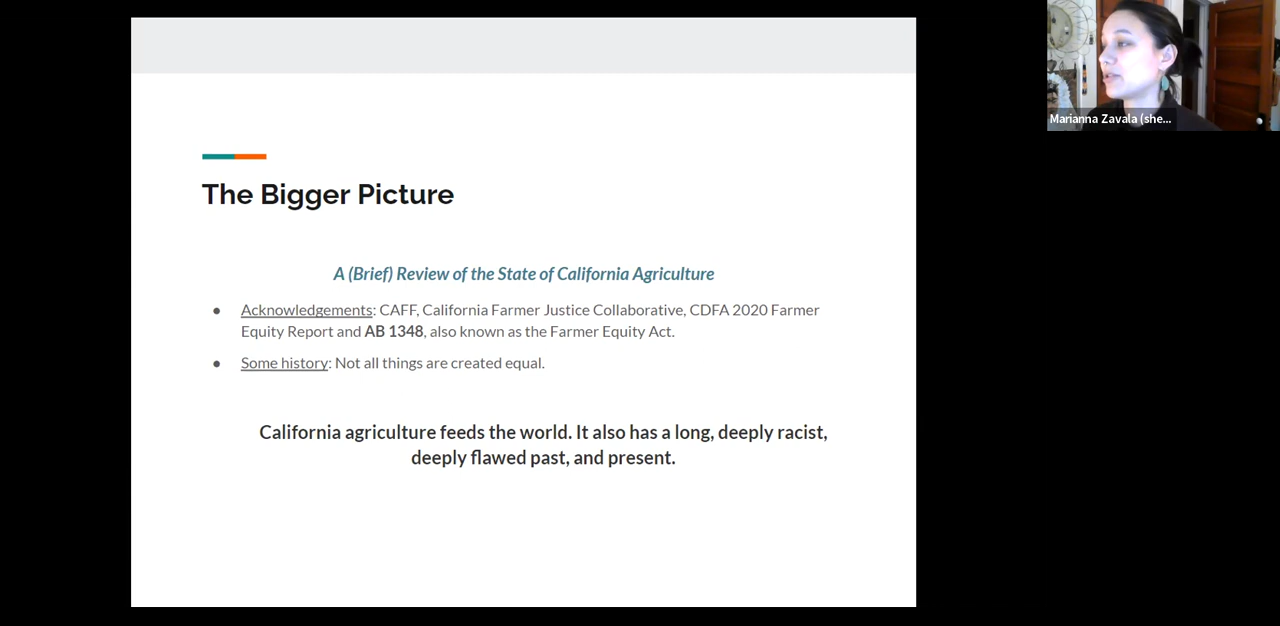 The Bigger Picture
A (Brief) Review of the State of California Agriculture
● Acknowledgements: CAFF, California Farmer Justice Collaborative, CDFA 2020 Farmer
Equity Report and AB 1348, also known as the Farmer Equity Act.
● Some history: Not all things are created equal.
California agriculture feeds the world. It also has a long, deeply racist,
deeply flawed past, and present.
Marianna Zavala (she...